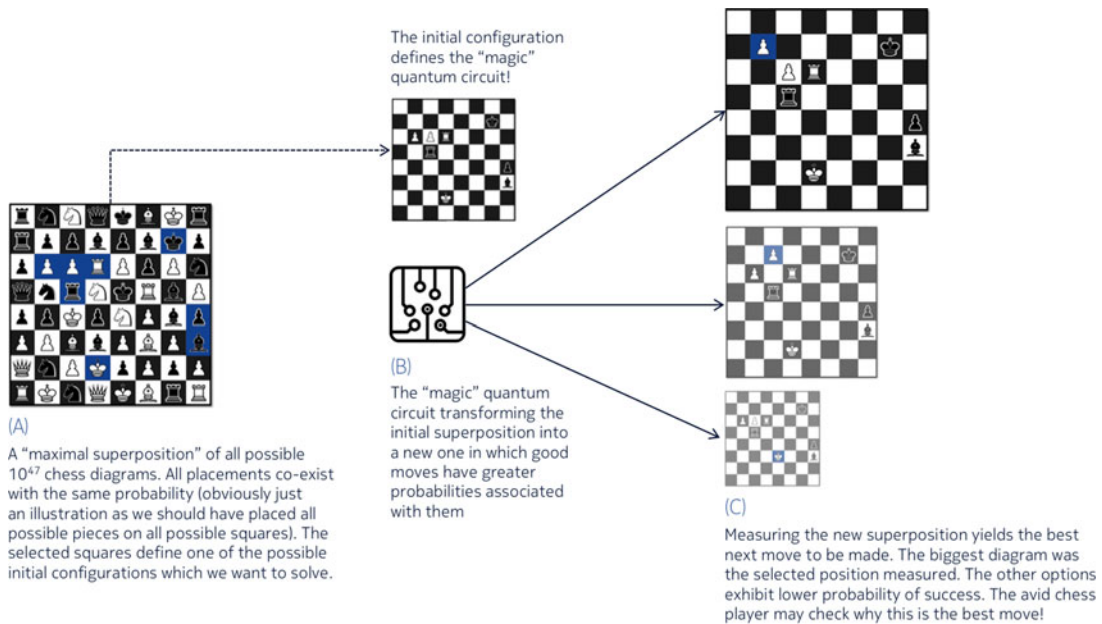 The initial configuration
defines the “magic”
quantum circuit!
(A)
A “maximal superposition” of all possible
10⁴⁷ chess diagrams. All placements co-exist
with the same probability (obviously just
an illustration as we should have placed all
possible pieces on all possible squares). The
selected squares define one of the possible
initial configurations which we want to solve.
(B)
The “magic” quantum
circuit transforming the
initial superposition into
a new one in which good
moves have greater
probabilities associated
with them
(C)
Measuring the new superposition yields the best
next move to be made. The biggest diagram was
the selected position measured. The other options
exhibit lower probability of success. The avid chess
player may check why this is the best move!